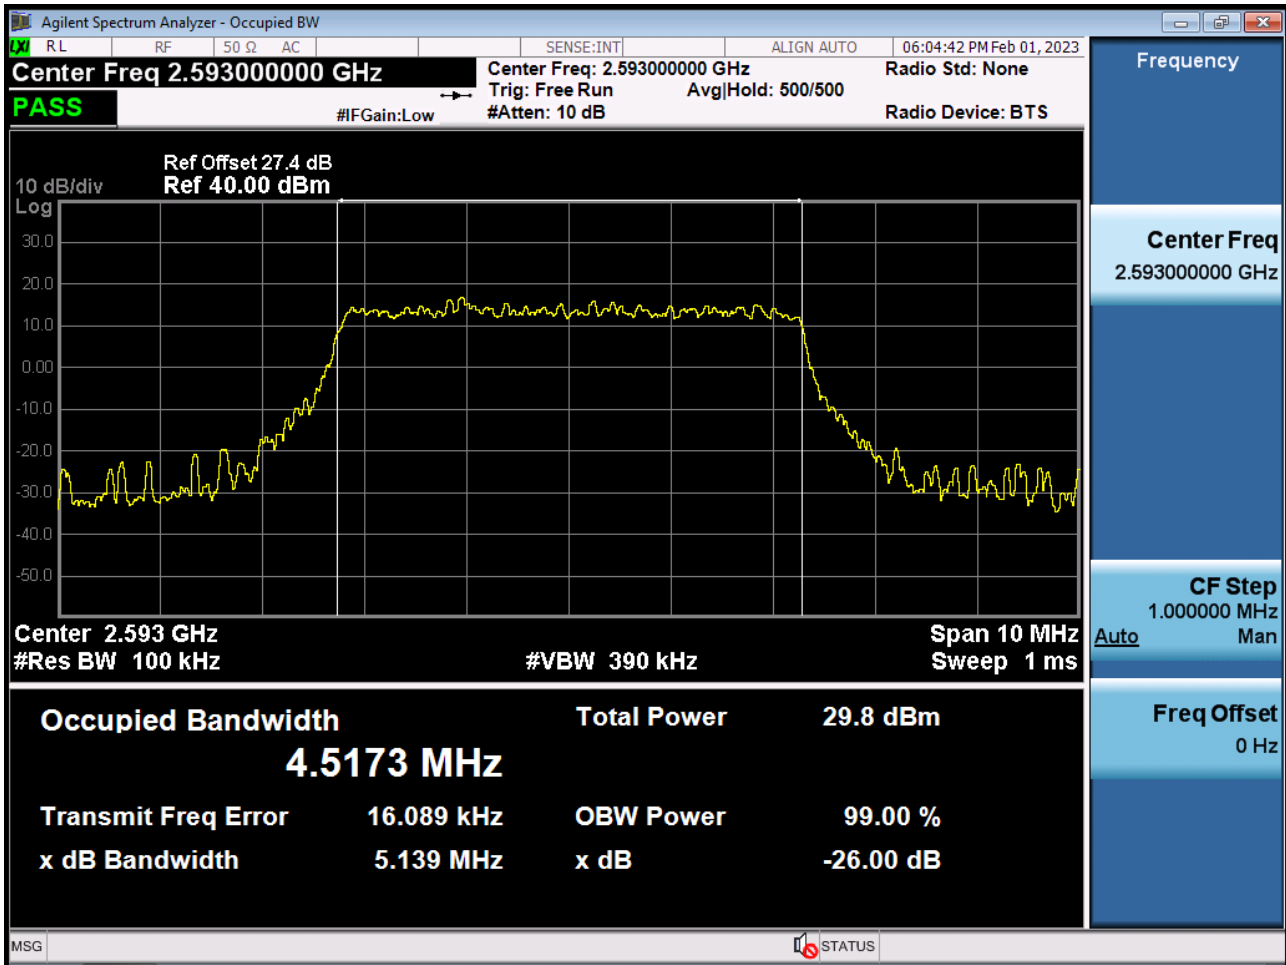 Agilent Spectrum Analyzer - Occupied BW
LXI RL RF 50 Ω AC SENSE:INT ALIGN AUTO 06:04:42 PM Feb 01, 2023
Center Freq 2.593000000 GHz
PASS
#IFGain:Low
Center Freq: 2.593000000 GHz
Trig: Free Run Avg|Hold: 500/500
#Atten: 10 dB
Radio Std: None
Radio Device: BTS
Ref Offset 27.4 dB
10 dB/div Ref 40.00 dBm
Log
30.0
20.0
10.0
0.00
-10.0
-20.0
-30.0
-40.0
-50.0
Center 2.593 GHz Span 10 MHz
#Res BW 100 kHz #VBW 390 kHz Sweep 1 ms
Occupied Bandwidth Total Power 29.8 dBm
4.5173 MHz
Transmit Freq Error 16.089 kHz OBW Power 99.00 %
x dB Bandwidth 5.139 MHz x dB -26.00 dB
Frequency
Center Freq
2.593000000 GHz
CF Step
1.000000 MHz
Auto Man
Freq Offset
0 Hz
MSG STATUS